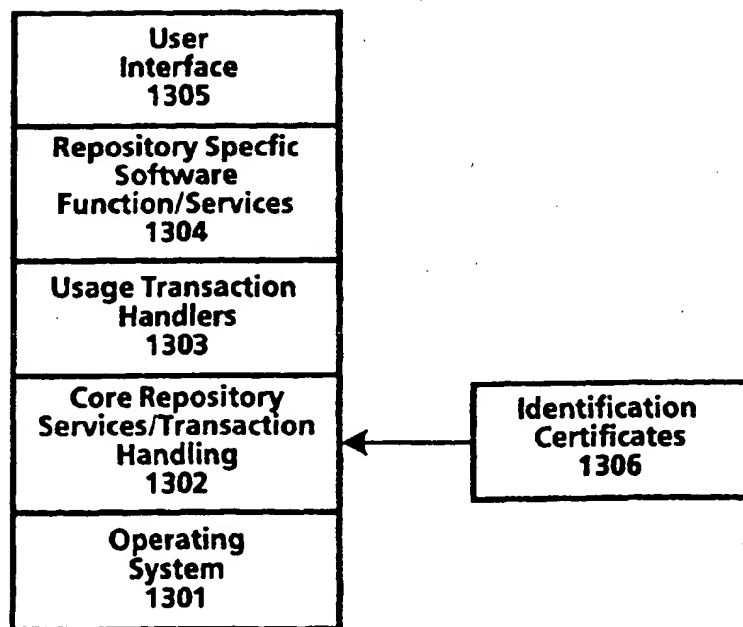 User
Interface
1305
Repository Specfic
Software
Function/Services
1304
Usage Transaction
Handlers
1303
Core Repository
Services/Transaction
Handling
1302
Operating
System
1301
Identification
Certificates
1306